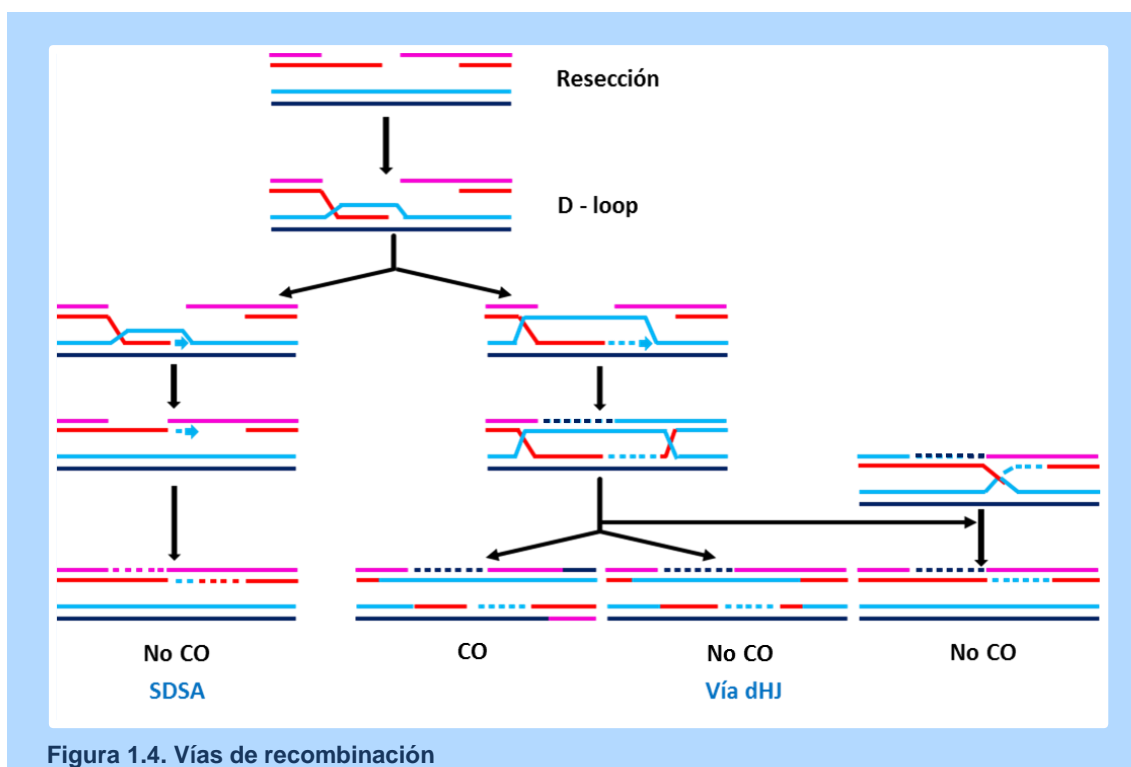 Resección
D - loop
No CO
CO
No CO
No CO
SDSA
Vía dHJ
Figura 1.4. Vías de recombinación